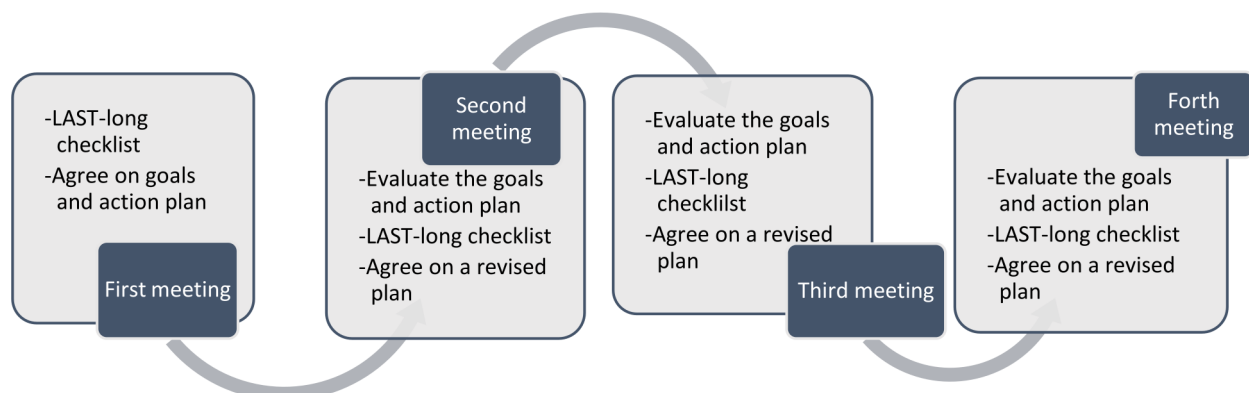 -LAST-long
checklist
-Agree on goals
and action plan
First meeting
Second
meeting
-Evaluate the goals
and action plan
-LAST-long checklist
-Agree on a revised
plan
-Evaluate the goals
and action plan
-LAST-long
checklilst
-Agree on a revised
plan
Third meeting
Forth
meeting
-Evaluate the goals
and action plan
-LAST-long checklist
-Agree on a revised
plan